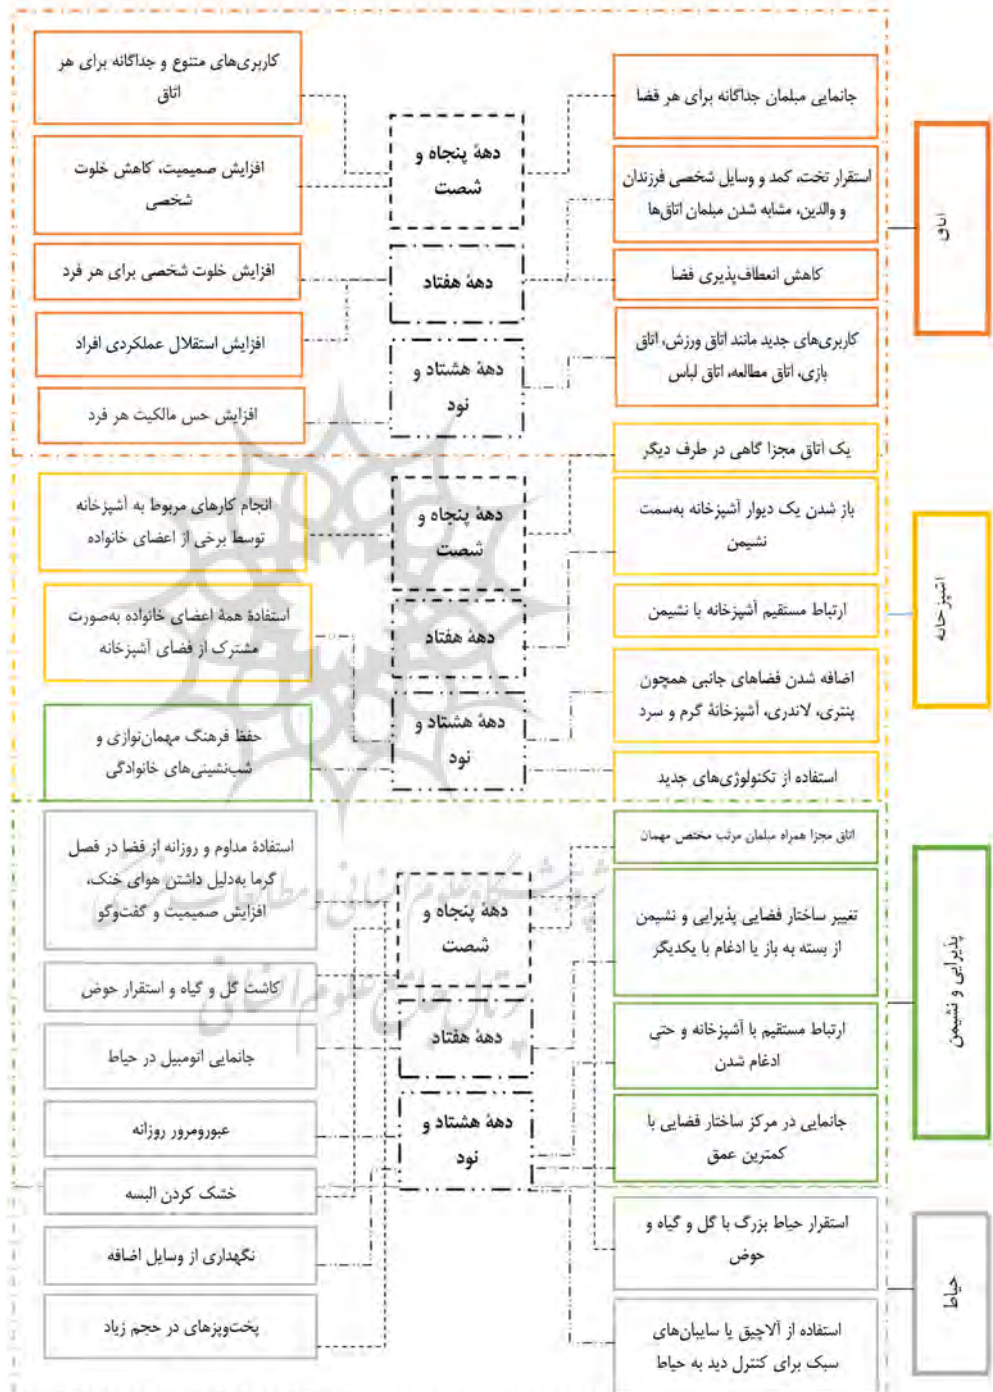 اتاق
جانمایی مبلمان جداگانه برای هر فضا
استقرار تخت، کمد و وسایل شخصی فرزندان
و والدین، مشابه شدن مبلمان اتاق‌ها
کاهش انعطاف‌پذیری فضا
کاربری‌های جدید مانند اتاق ورزش، اتاق
بازی، اتاق مطالعه، اتاق لباس
دههٔ پنجاه و
شصت
دههٔ هفتاد
دههٔ هشتاد و
نود
کاربری‌های متنوع و جداگانه برای هر
اتاق
افزایش صمیمیت، کاهش خلوت
شخصی
افزایش خلوت شخصی برای هر فرد
افزایش استقلال عملکردی افراد
افزایش حس مالکیت هر فرد
آشپزخانه
یک اتاق مجزا گاهی در طرف دیگر
باز شدن یک دیوار آشپزخانه به‌سمت
نشیمن
ارتباط مستقیم آشپزخانه با نشیمن
اضافه شدن فضاهای جانبی همچون
پنتری، لاندری، آشپزخانهٔ گرم و سرد
استفاده از تکنولوژی‌های جدید
دههٔ پنجاه و
شصت
دههٔ هفتاد
دههٔ هشتاد و
نود
انجام کارهای مربوط به آشپزخانه
توسط برخی از اعضای خانواده
استفادهٔ همهٔ اعضای خانواده به‌صورت
مشترک از فضای آشپزخانه
حفظ فرهنگ مهمان‌نوازی و
شب‌نشینی‌های خانوادگی
پذیرایی و نشیمن
اتاق مجزا همراه مبلمان مرتب مختص مهمان
تغییر ساختار فضایی پذیرایی و نشیمن
از بسته به باز یا ادغام با یکدیگر
ارتباط مستقیم با آشپزخانه و حتی
ادغام شدن
جانمایی در مرکز ساختار فضایی با
کمترین عمق
دههٔ پنجاه و
شصت
دههٔ هفتاد
دههٔ هشتاد و
نود
استفادهٔ مداوم و روزانه از فضا در فصل
گرما به‌دلیل داشتن هوای خنک،
افزایش صمیمیت و گفت‌وگو
کاشت گل و گیاه و استقرار حوض
جانمایی اتومبیل در حیاط
عبورومرور روزانه
خشک کردن البسه
نگهداری از وسایل اضافه
پخت‌وپزهای در حجم زیاد
حیاط
استقرار حیاط بزرگ با گل و گیاه و
حوض
استفاده از آلاچیق یا سایبان‌های
سبک برای کنترل دید به حیاط
پژوهشگاه علوم انسانی و مطالعات فرهنگی
پرتال جامع علوم انسانی